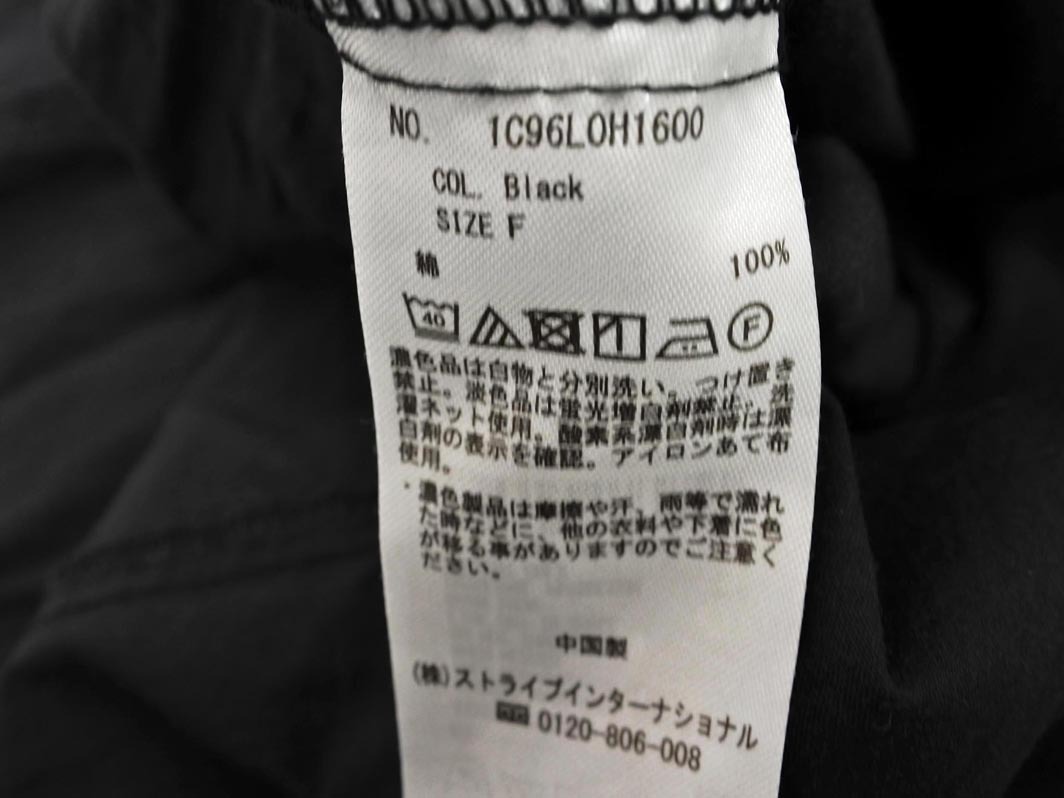 NO. 1C96L0H1600
COL. Black
SIZE F
綿 100%
40
F
濃色品は白物と分別洗い。つけ置き
禁止。淡色品は蛍光増白剤禁止。洗
濯ネット使用。酸素系漂白剤時は漂
白剤の表示を確認。アイロンあて布
使用。
・濃色製品は摩擦や汗、雨等で濡れ
た時などに、他の衣料や下着に色
が移る事がありますのでご注意く
ださい。
中国製
(株)ストライプインターナショナル
0120-806-008